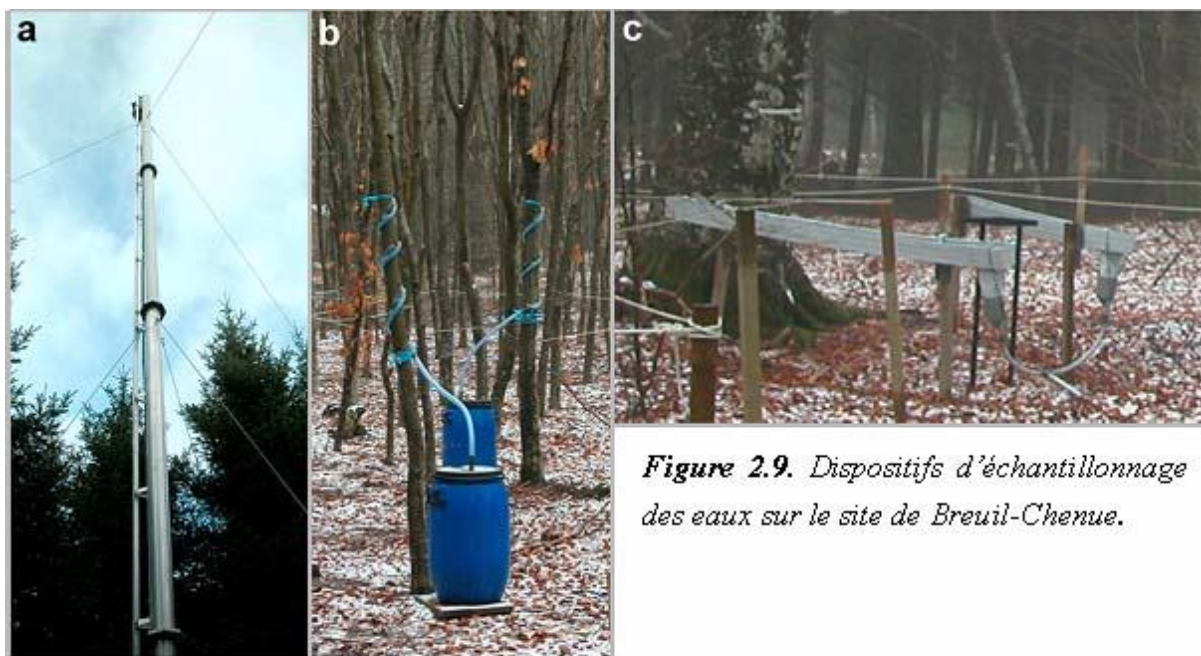 a
b
c
Figure 2.9. Dispositifs d'échantillonnage
des eaux sur le site de Breuil-Chenue.